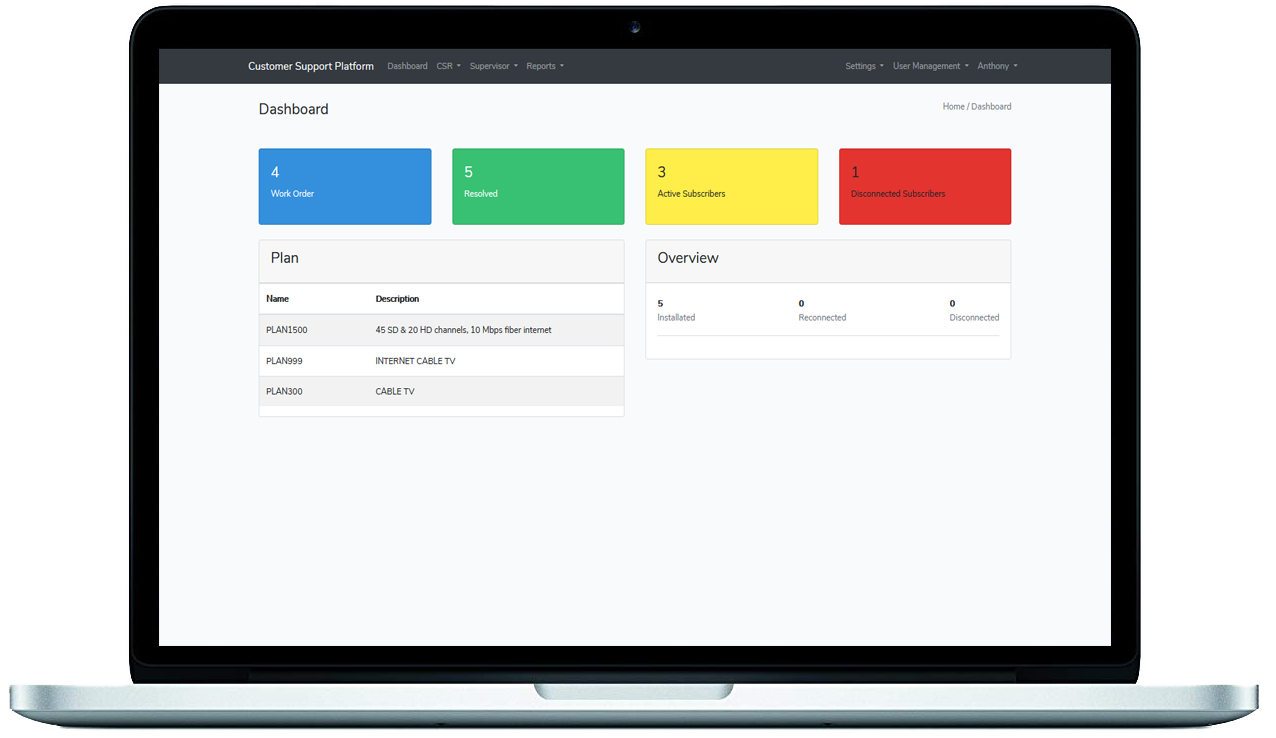 Customer Support Platform Dashboard CSR Supervisor Reports Settings User Management Anthony
Dashboard
Home / Dashboard
4
Work Order
5
Resolved
3
Active Subscribers
1
Disconnected Subscribers
Plan
Name Description
PLAN1500 45 SD & 20 HD channels, 10 Mbps fiber internet
PLAN999 INTERNET CABLE TV
PLAN300 CABLE TV
Overview
5 0 0
Installated Reconnected Disconnected